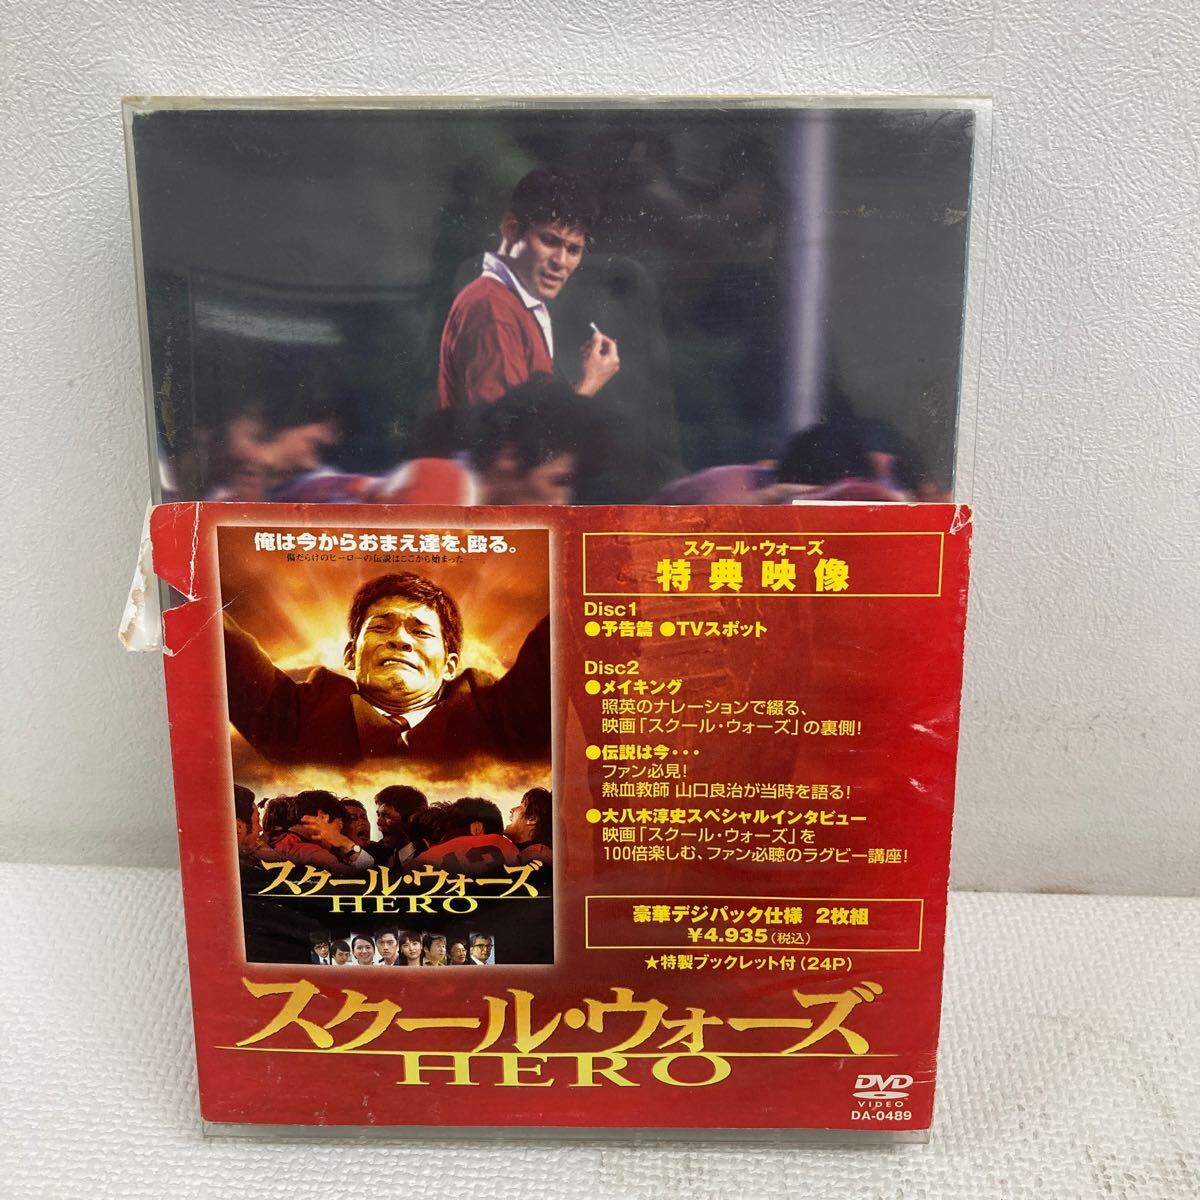 俺は今からおまえ達を、殴る。
傷だらけのヒーローの伝説はここから始まった
スクール・ウォーズ
HERO
スクール・ウォーズ
特典映像
Disc1
●予告篇 ●TVスポット
Disc2
●メイキング
照英のナレーションで綴る、
映画「スクール・ウォーズ」の裏側!
●伝説は今・・・
ファン必見!
熱血教師 山口良治が当時を語る!
●大八木淳史スペシャルインタビュー
映画「スクール・ウォーズ」を
100倍楽しむ、ファン必聴のラグビー講座!
豪華デジパック仕様 2枚組
¥4.935(税込)
★特製ブックレット付(24P)
スクール・ウォーズ
HERO
DVD
VIDEO
DA-0489